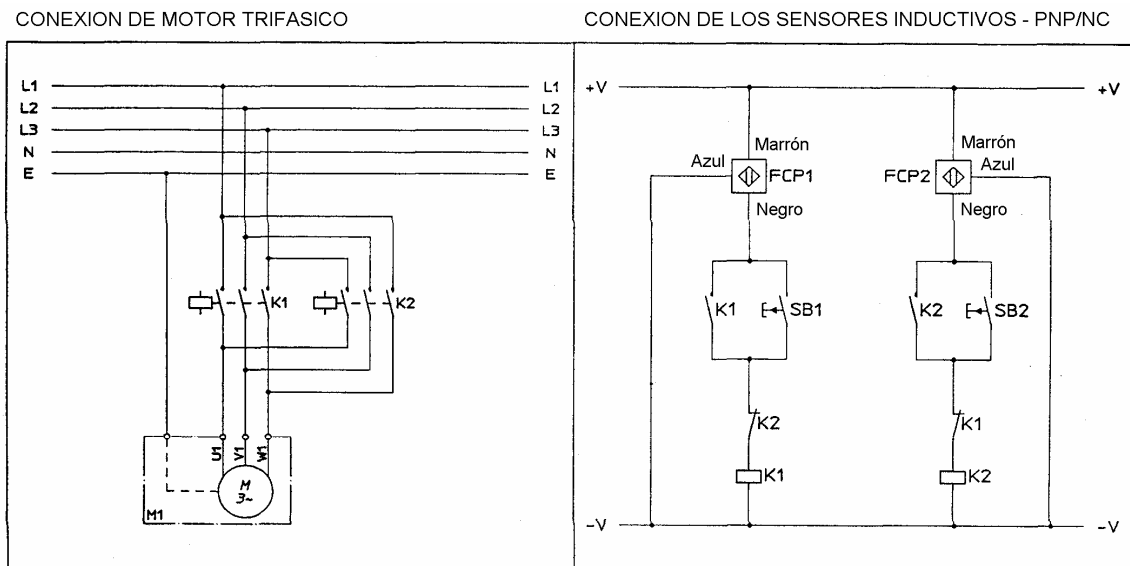 CONEXION DE MOTOR TRIFASICO
CONEXION DE LOS SENSORES INDUCTIVOS - PNP/NC
L1 L1
L2 L2
L3 L3
N N
E E
K1 K2
U1 V1 W1
M
3~
M1
+V +V
Marrón Marrón
Azul FCP1 FCP2 Azul
Negro Negro
K1 SB1 K2 SB2
K2 K1
K1 K2
-V -V